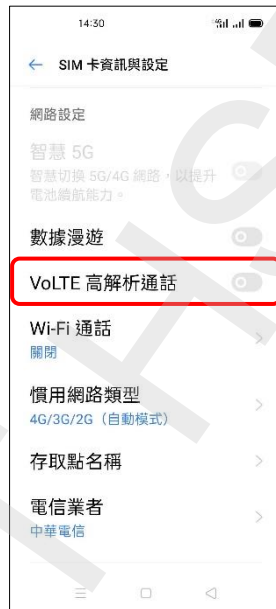 14:30
SIM 卡資訊與設定
網路設定
智慧 5G
智慧切換 5G/4G 網路，以提升
電池續航能力。
數據漫遊
VoLTE 高解析通話
Wi-Fi 通話
關閉
慣用網路類型
4G/3G/2G（自動模式）
存取點名稱
電信業者
中華電信